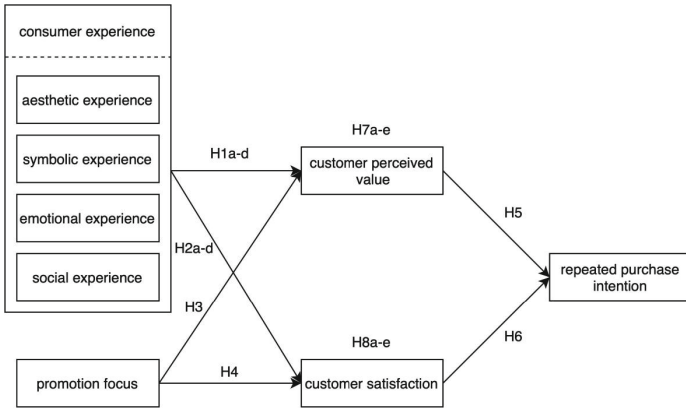 consumer experience
aesthetic experience
symbolic experience
emotional experience
social experience
promotion focus
H1a-d
H2a-d
H3
H4
H7a-e
customer perceived
value
H8a-e
customer satisfaction
H5
H6
repeated purchase
intention